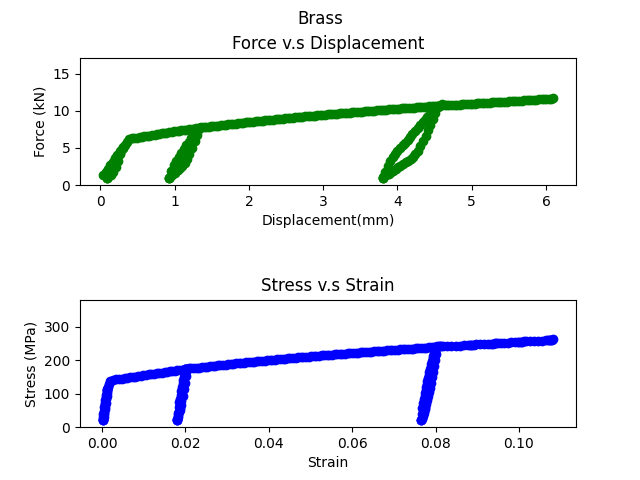 Brass
Force v.s Displacement
15
10
5
0
Force (kN)
0 1 2 3 4 5 6
Displacement(mm)
Stress v.s Strain
300
200
100
0
Stress (MPa)
0.00 0.02 0.04 0.06 0.08 0.10
Strain